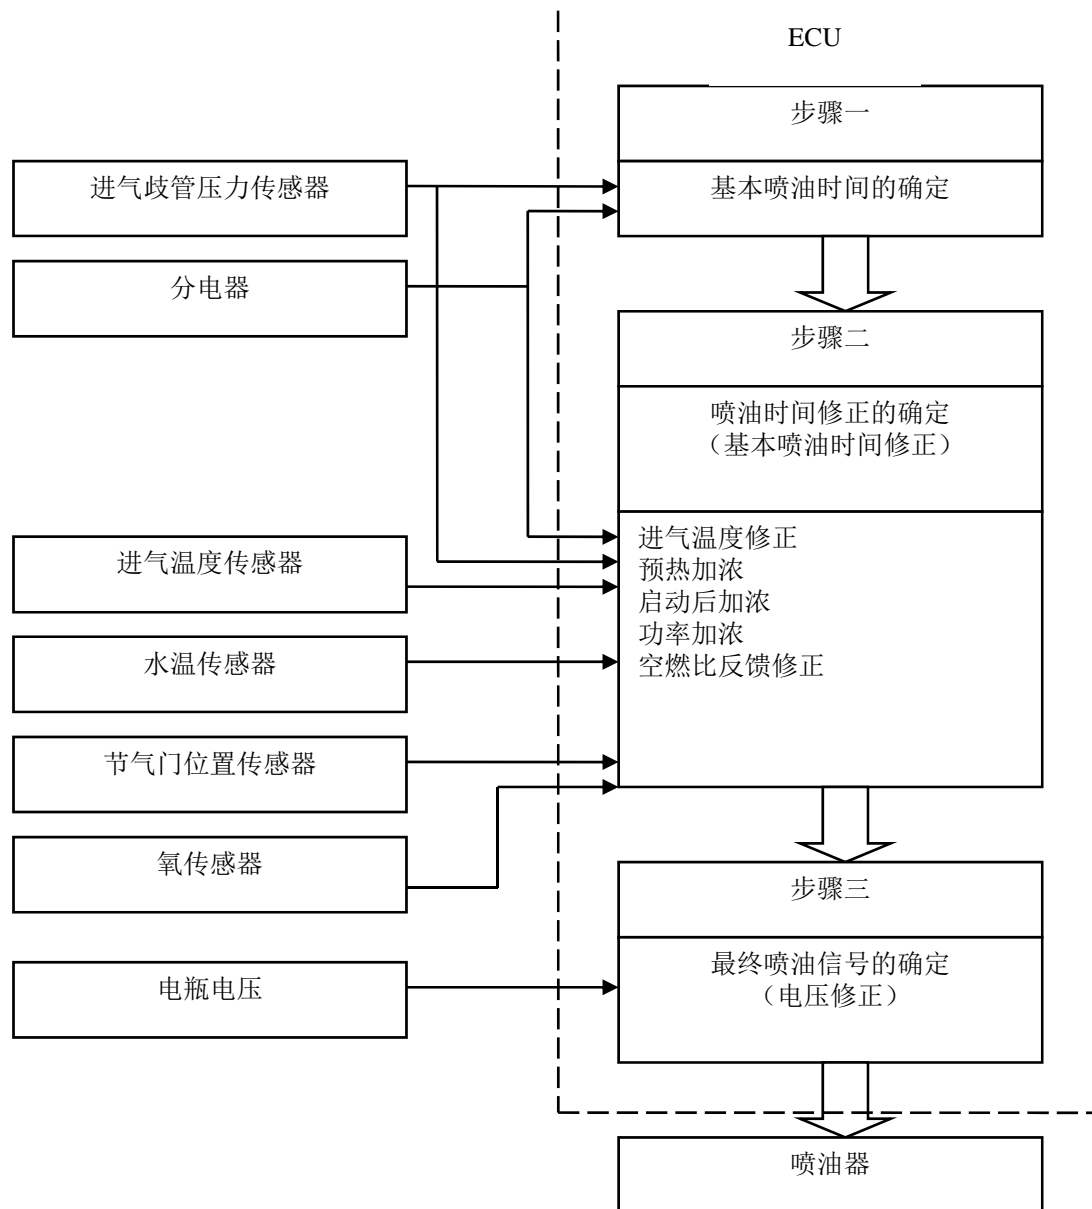 ECU
步骤一
进气歧管压力传感器
基本喷油时间的确定
分电器
步骤二
喷油时间修正的确定
（基本喷油时间修正）
进气温度传感器
进气温度修正
预热加浓
启动后加浓
功率加浓
空燃比反馈修正
水温传感器
节气门位置传感器
氧传感器
步骤三
电瓶电压
最终喷油信号的确定
（电压修正）
喷油器